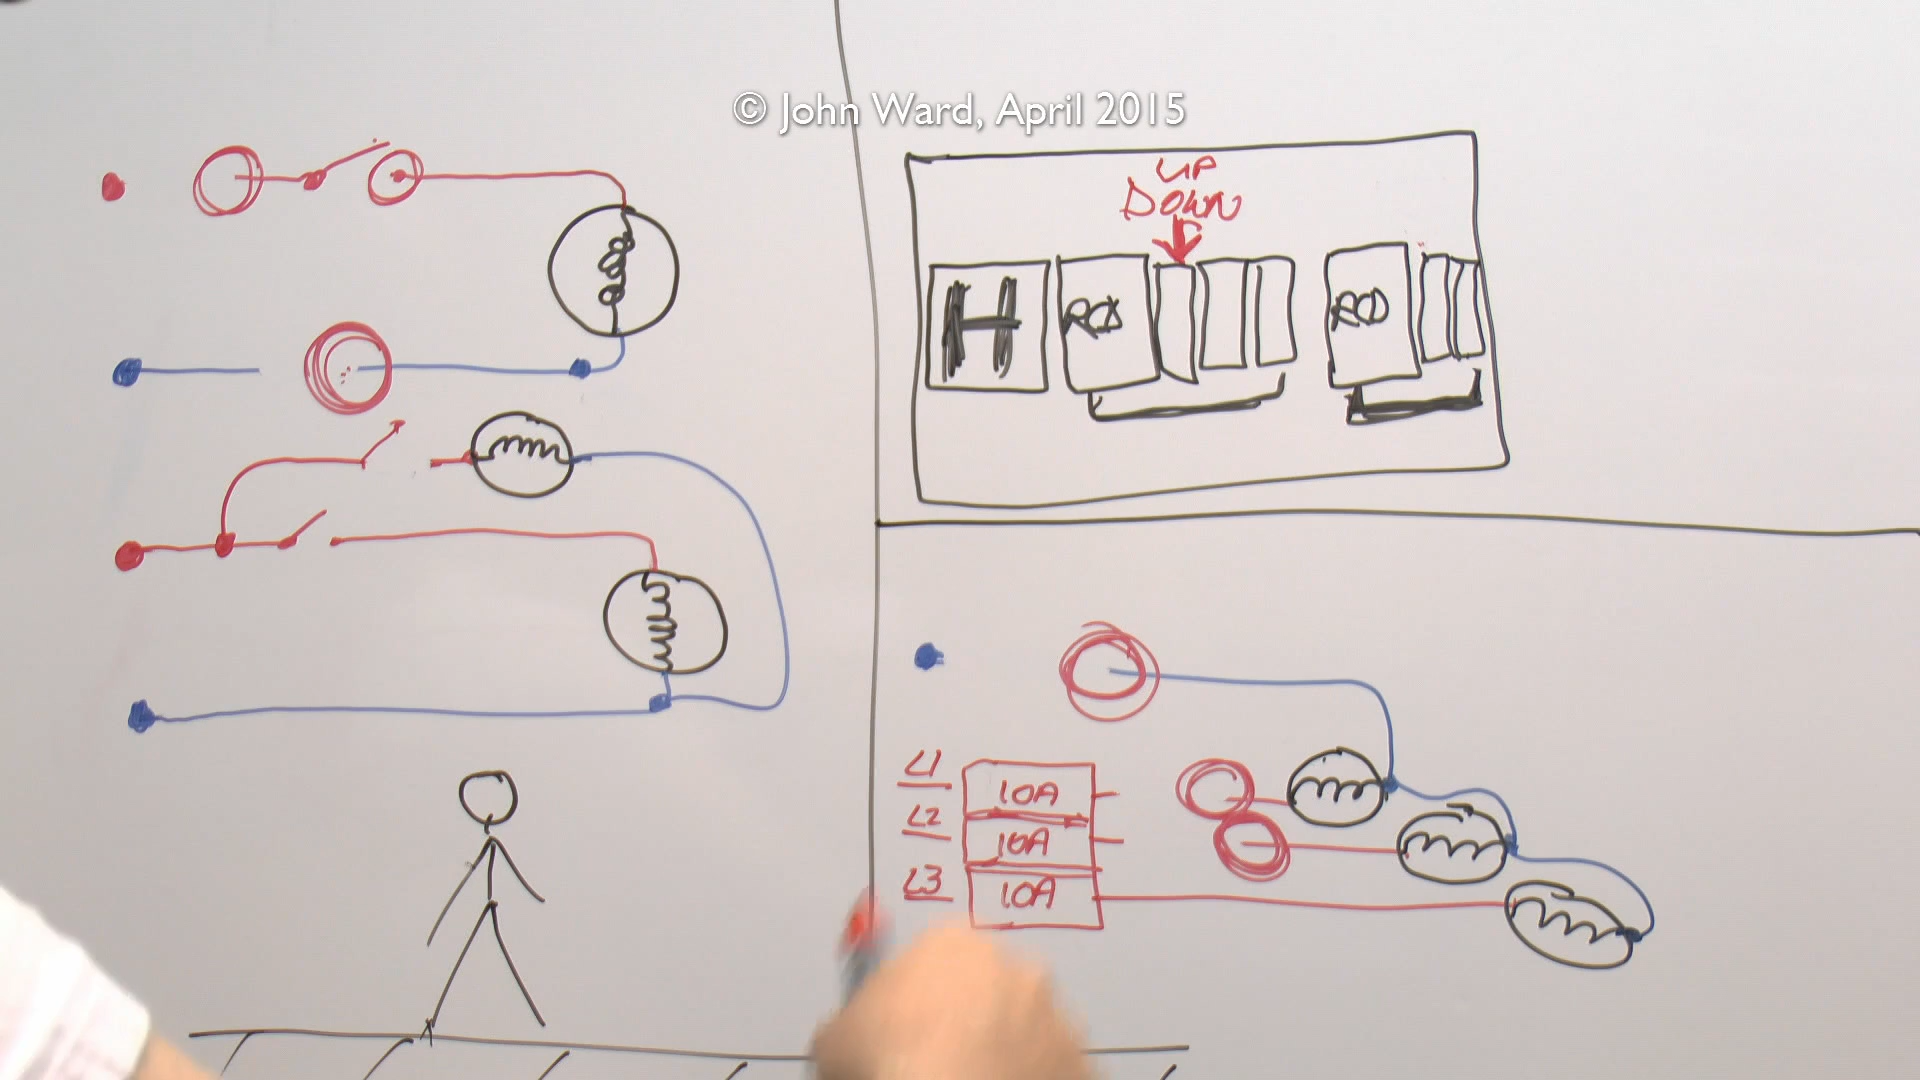 © John Ward, April 2015
UP
DOWN
H
RCD
RCD
L1
10A
L2
10A
L3
10A